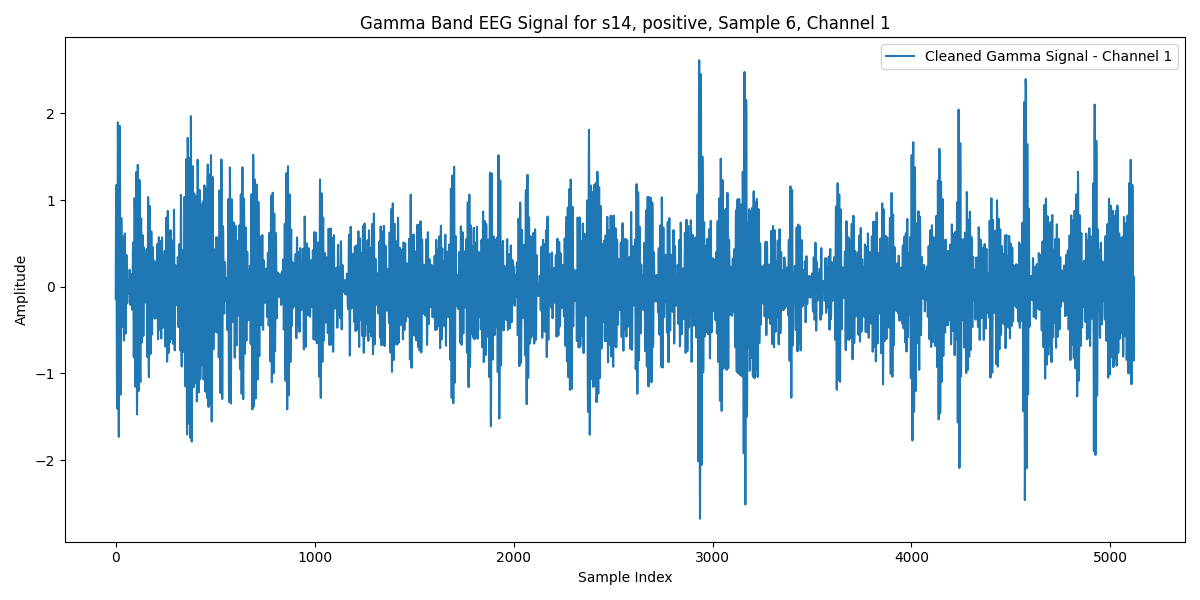 Gamma Band EEG Signal for s14, positive, Sample 6, Channel 1
Cleaned Gamma Signal - Channel 1
Amplitude
2
1
0
−1
−2
0 1000 2000 3000 4000 5000
Sample Index